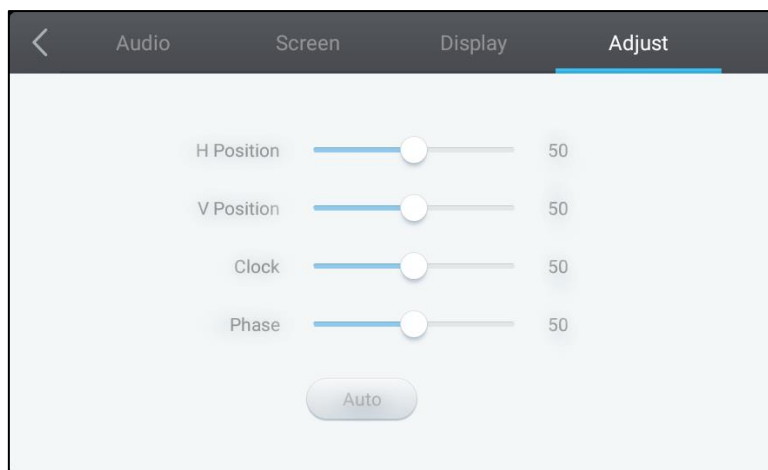 Audio Screen Display Adjust
H Position 50
V Position 50
Clock 50
Phase 50
Auto